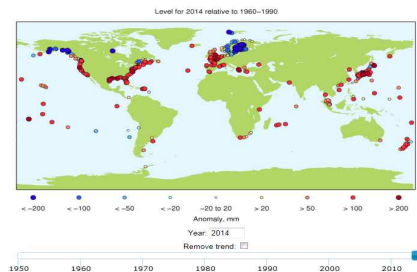 Level for 2014 relative to 1960–1990
< –200 < –100 < –50 < –20 –20 to 20 > 20 > 50 > 100 > 200
Anomaly, mm
Year: 2014
Remove trend:
1950 1960 1970 1980 1990 2000 2010